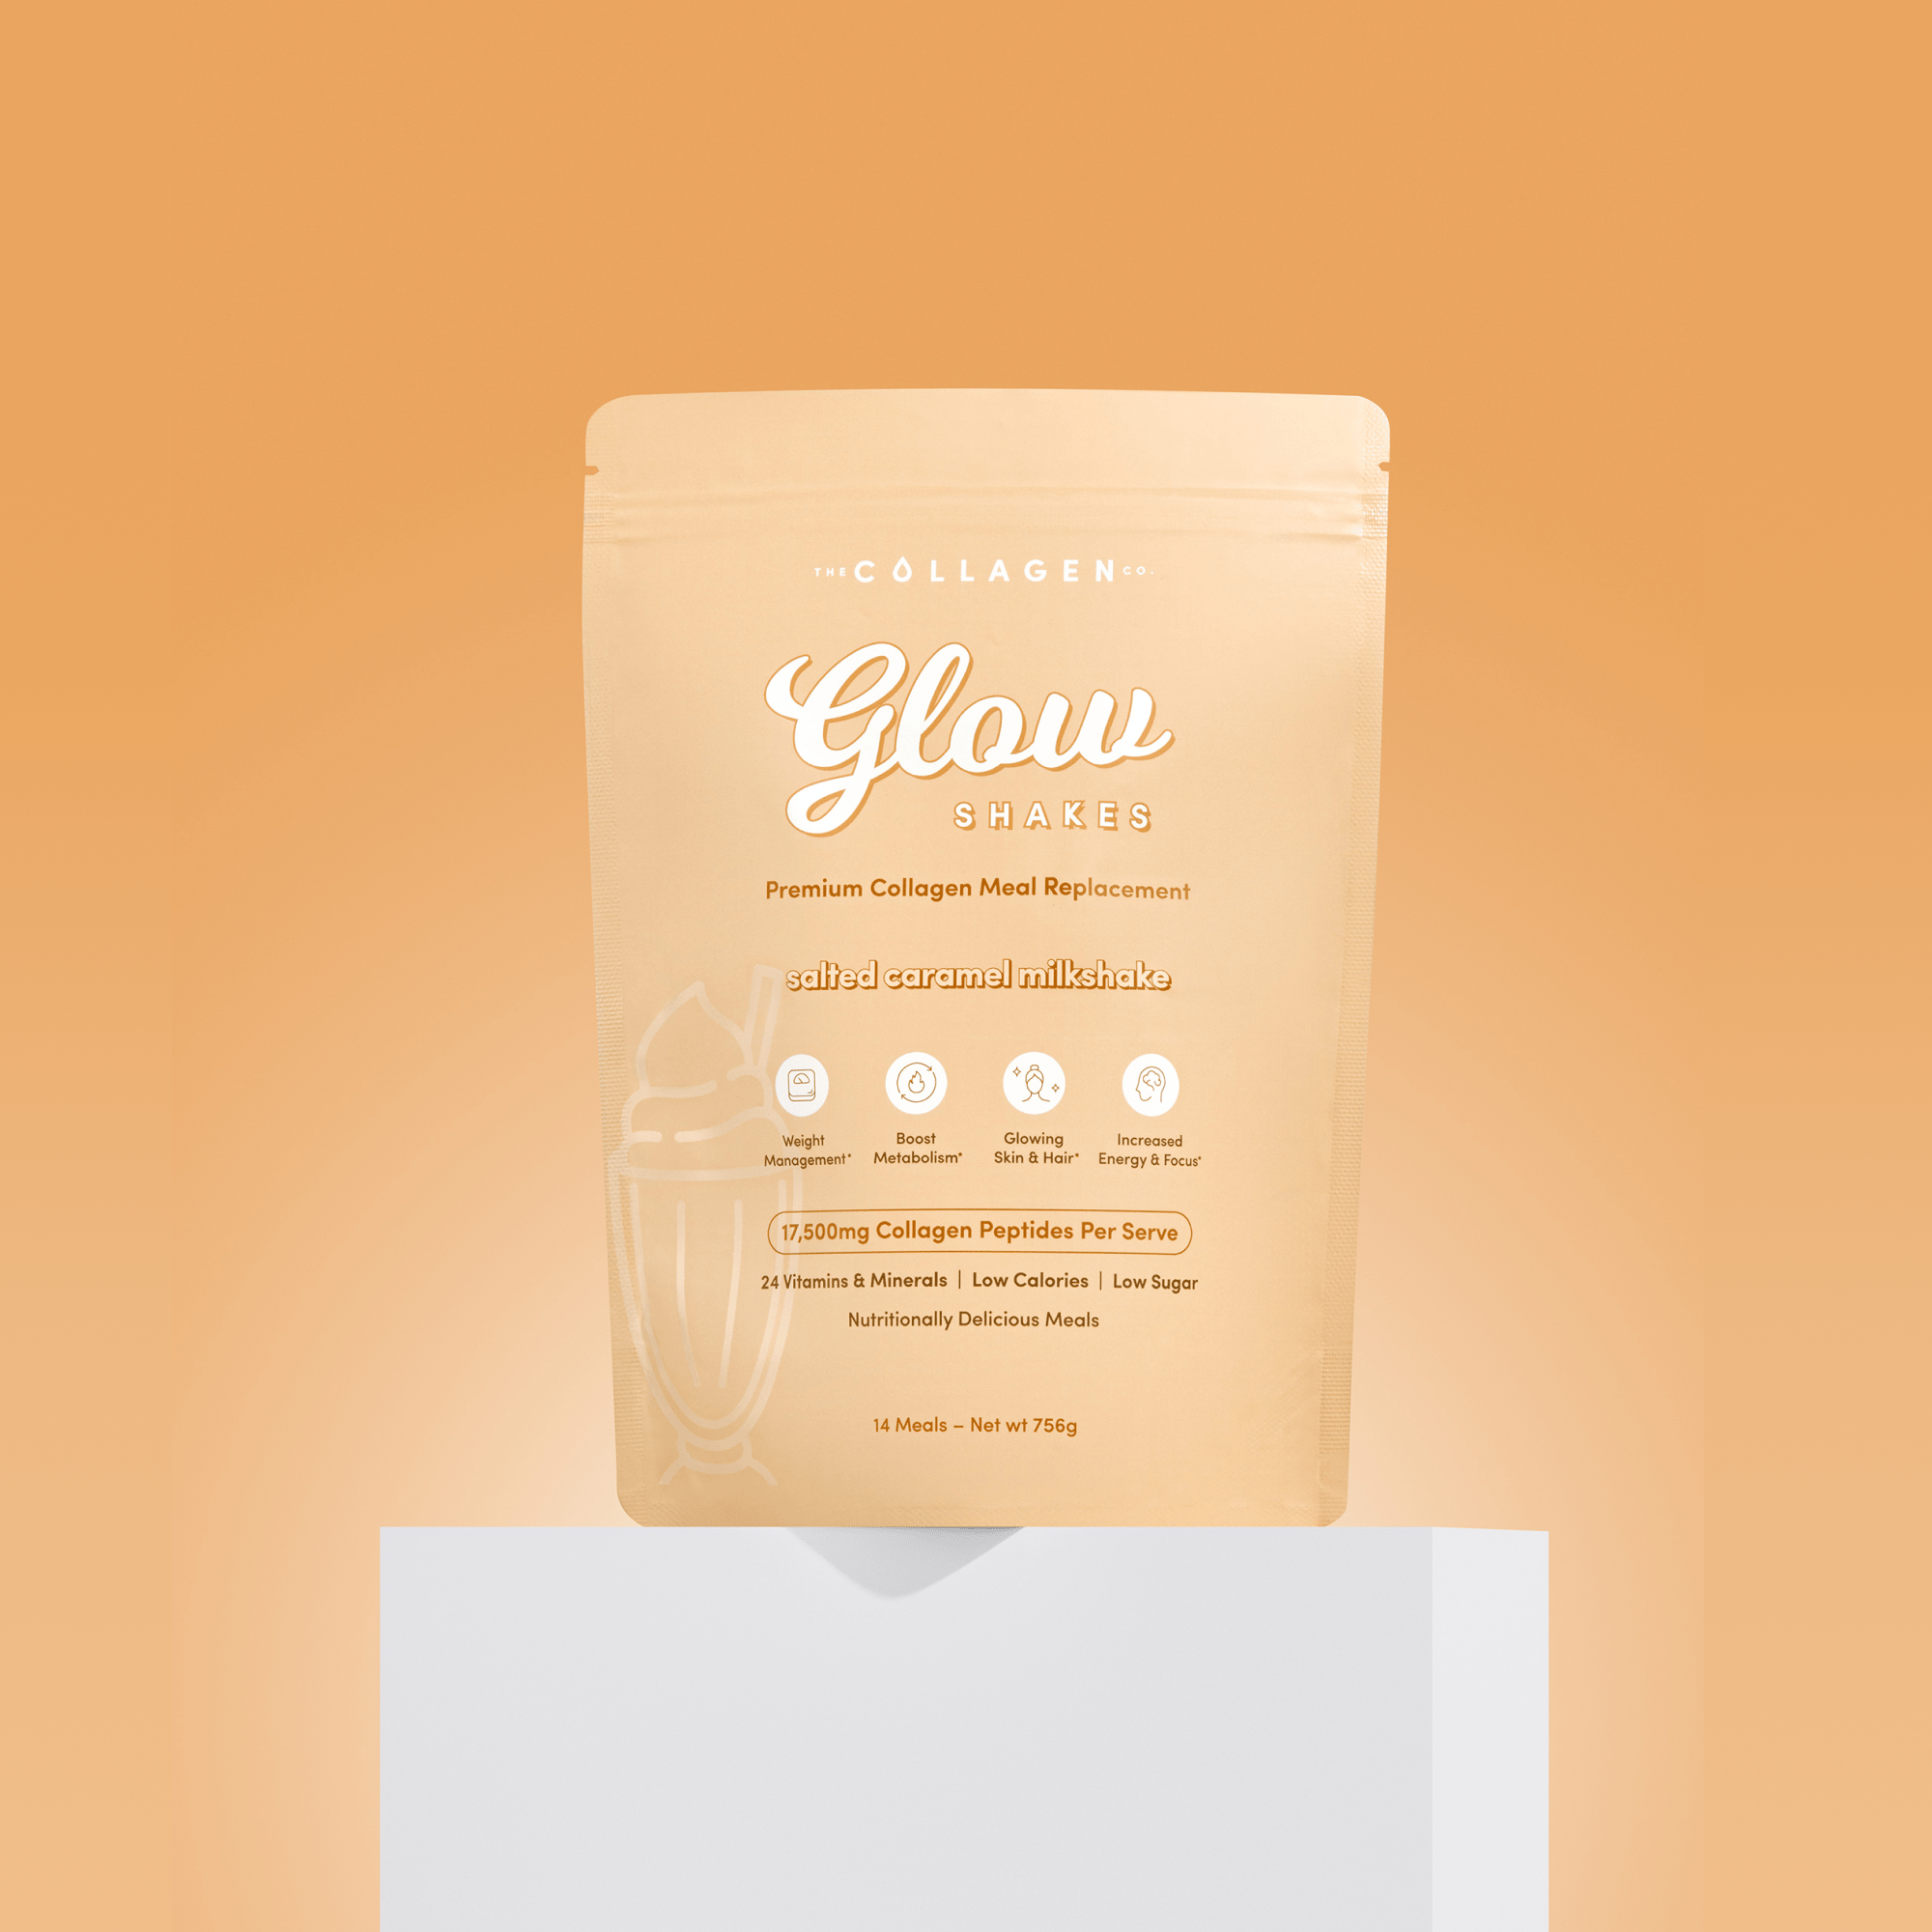 THE COLLAGEN CO.
Glow
SHAKES
Premium Collagen Meal Replacement
salted caramel milkshake
Weight
Management*
Boost
Metabolism*
Glowing
Skin & Hair*
Increased
Energy & Focus*
17,500mg Collagen Peptides Per Serve
24 Vitamins & Minerals | Low Calories | Low Sugar
Nutritionally Delicious Meals
14 Meals – Net wt 756g